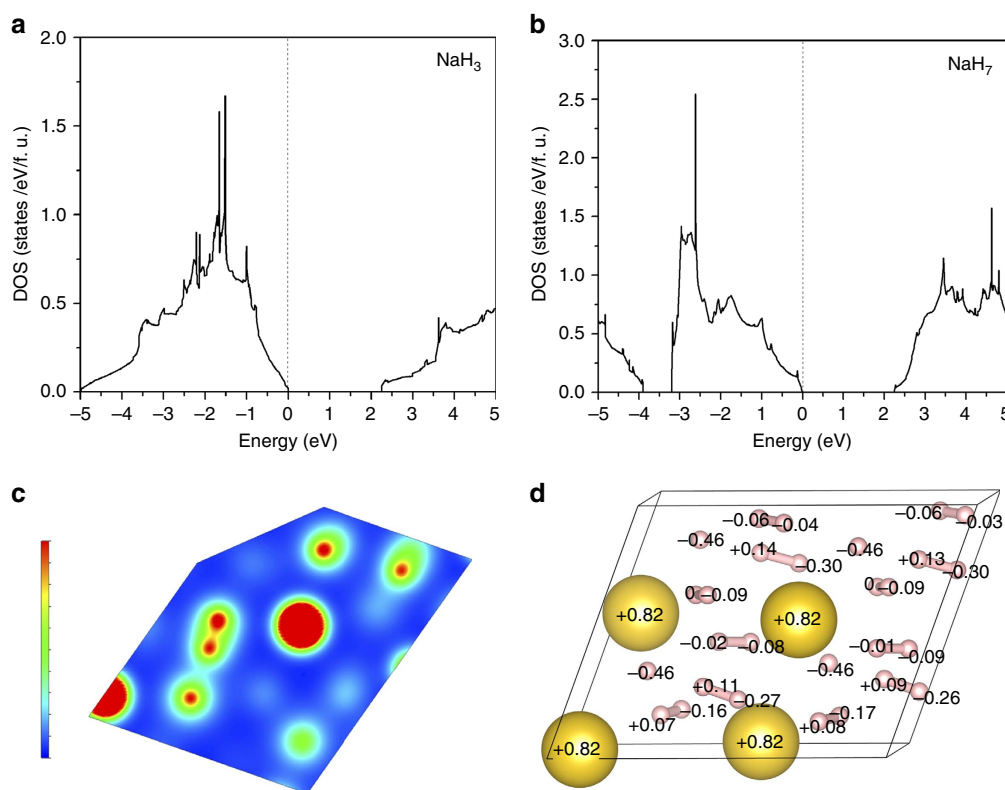 a
b
2.0
1.5
1.0
0.5
0.0
DOS (states /eV/f. u.)
NaH3
–5 –4 –3 –2 –1 0 1 2 3 4 5
Energy (eV)
3.0
2.5
2.0
1.5
1.0
0.5
0.0
DOS (states /eV/f. u.)
NaH7
–5 –4 –3 –2 –1 0 1 2 3 4 5
Energy (eV)
c
d
–0.06 –0.04 –0.06 –0.03
–0.46 +0.14 –0.30 –0.46 +0.13 –0.30
0 –0.09 0 –0.09
+0.82 +0.82
–0.02 –0.08 –0.01 –0.09
–0.46 +0.11 –0.27 –0.46 +0.09 –0.26
+0.07 –0.16 +0.08 –0.17
+0.82 +0.82